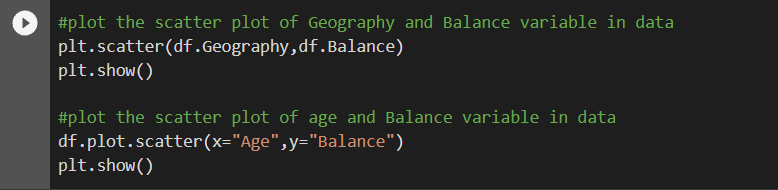 #plot the scatter plot of Geography and Balance variable in data
plt.scatter(df.Geography,df.Balance)
plt.show()
#plot the scatter plot of age and Balance variable in data
df.plot.scatter(x="Age",y="Balance")
plt.show()